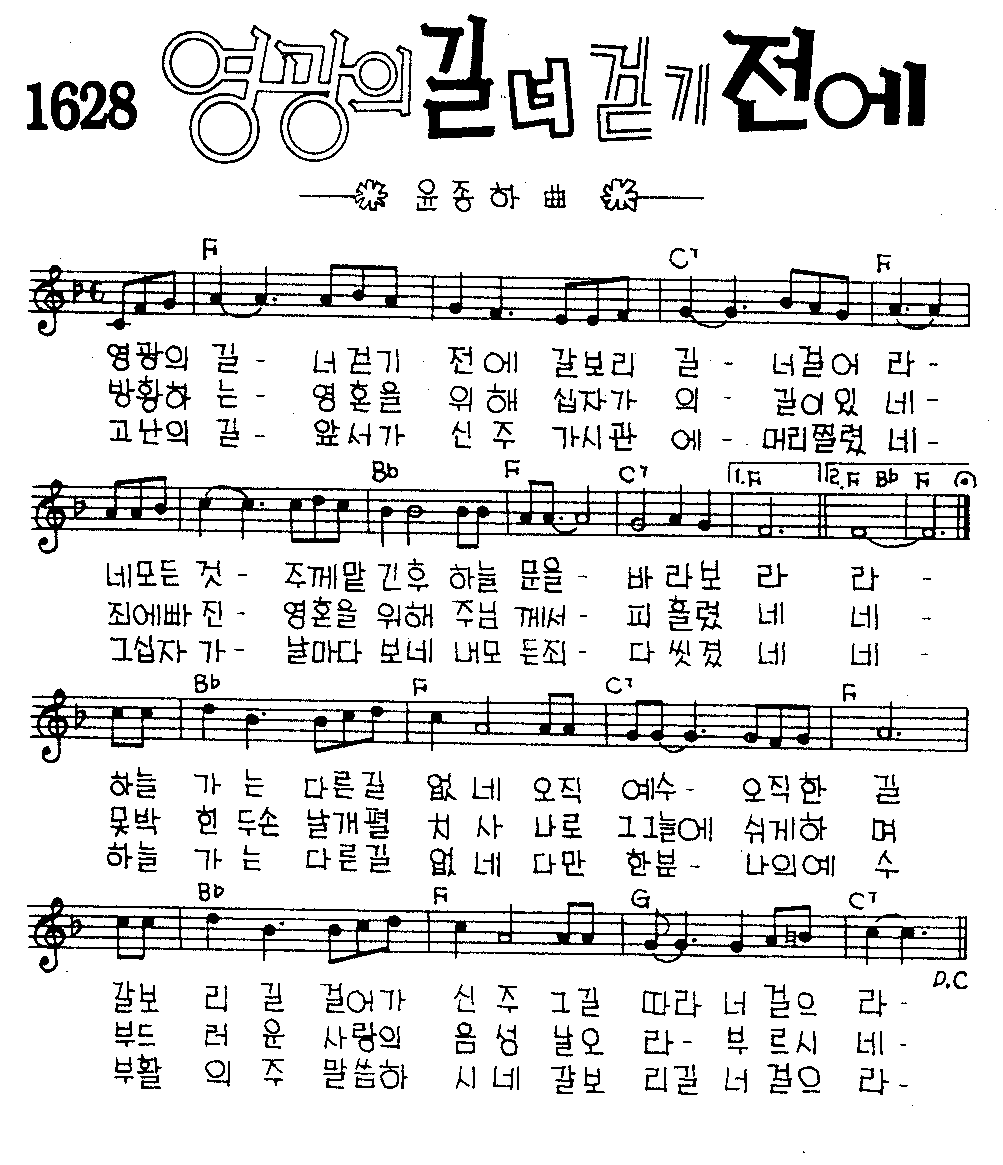 1628 영광의 길 너 걷기 전에
윤종하 曲
F C7 F
영광의 길 - 너걷기 전에 갈보리 길 - 너걸어 라 -
방황하 는 - 영혼을 위해 십자가 의 - 길이있 네 -
고난의 길 - 앞서가 신 주 가시관 에 - 머리찔렸 네 -
Bb F C7 1.F 2.F Bb F
네모든 것 - 주께맡 긴후 하늘 문을 - 바 라보 라 라 -
죄에빠 진 - 영혼을 위해 주님 께서 - 피 흘렸 네 네 -
그십자 가 - 날마다 보네 내모 든죄 - 다 씻겼 네 네 -
Bb F C7 F
하늘 가 는 다른길 없 네 오직 예수 - 오직한 길
못박 힌 두손 날개펼 치 사 나로 그그늘에 쉬게하 며
하늘 가 는 다른길 없 네 다만 한분 - 나의예 수
Bb F G C7
D.C
갈보 리 길 걸어가 신 주 그길 따라 너 걸으 라 -
부드 러 운 사랑의 음 성 날오 라 - 부 르시 네 -
부활 의 주 말씀하 시 네 갈보 리길 너 걸으 라 -